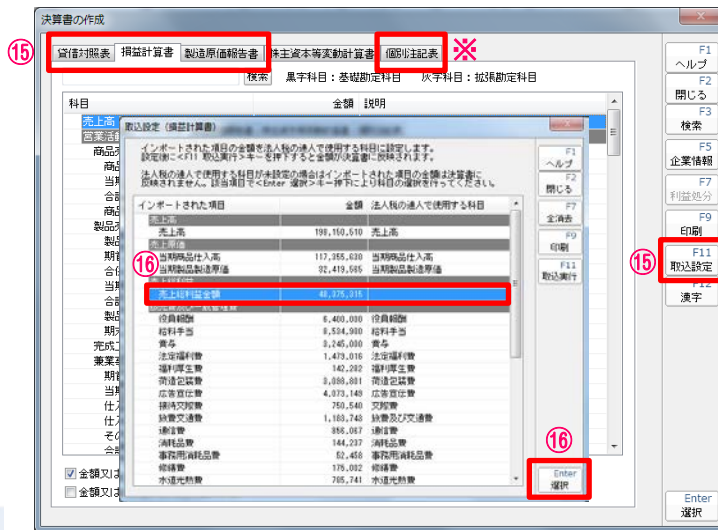 決算書の作成
⑮
貸借対照表 損益計算書 製造原価報告書 株主資本等変動計算書 個別注記表 ※
検索 黒字科目:基礎勘定科目 灰字科目:拡張勘定科目
科目 金額 説明
売上高
取込設定(損益計算書)
インポートされた項目の金額を法人税の達人で使用する科目に設定します。
設定後に<F11 取込実行>キーを押下すると金額が決算書に反映されます。
法人税の達人で使用する科目が未設定の場合はインポートされた項目の金額は決算書に
反映されません。該当項目で<Enter 選択>キー押下により科目の選択を行ってください。
インポートされた項目 金額 法人税の達人で使用する科目
売上高
売上高 198,150,510 売上高
売上原価
当期商品仕入高 117,355,630 当期商品仕入高
当期製品製造原価 32,419,565 当期製品製造原価
⑯
売上総利益金額 48,375,315
役員報酬 6,400,000 役員報酬
給料手当 8,534,900 給料手当
賞与 3,245,000 賞与
法定福利費 1,473,016 法定福利費
福利厚生費 142,282 福利厚生費
荷造包装費 3,088,801 荷造包装費
広告宣伝費 4,073,149 広告宣伝費
接待交際費 750,540 交際費
旅費交通費 1,183,743 旅費及び交通費
通信費 856,067 通信費
消耗品費 144,237 消耗品費
事務用消耗品費 52,458 事務用消耗品費
修繕費 175,002 修繕費
水道光熱費 705,741 水道光熱費
F1
ヘルプ
F2
閉じる
F7
全消去
F9
印刷
F11
取込実行
⑯
Enter
選択
金額又は
金額又は
F1
ヘルプ
F2
閉じる
F3
検索
F5
企業情報
F7
利益処分
F9
印刷
⑮
F11
取込設定
F12
漢字
Enter
選択